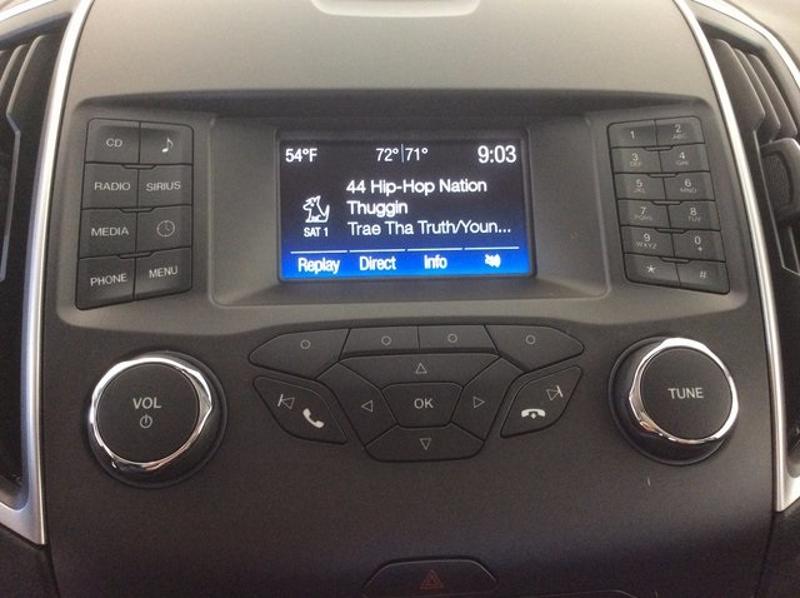 CD
RADIO SIRIUS
MEDIA
PHONE MENU
54°F 72° 71° 9:03
44 Hip-Hop Nation
Thuggin
SAT 1 Trae Tha Truth/Youn...
Replay Direct Info
1 2 ABC
3 DEF 4 GHI
5 JKL 6 MNO
7 PQRS 8 TUV
9 WXYZ 0 +
* #
VOL
OK
TUNE